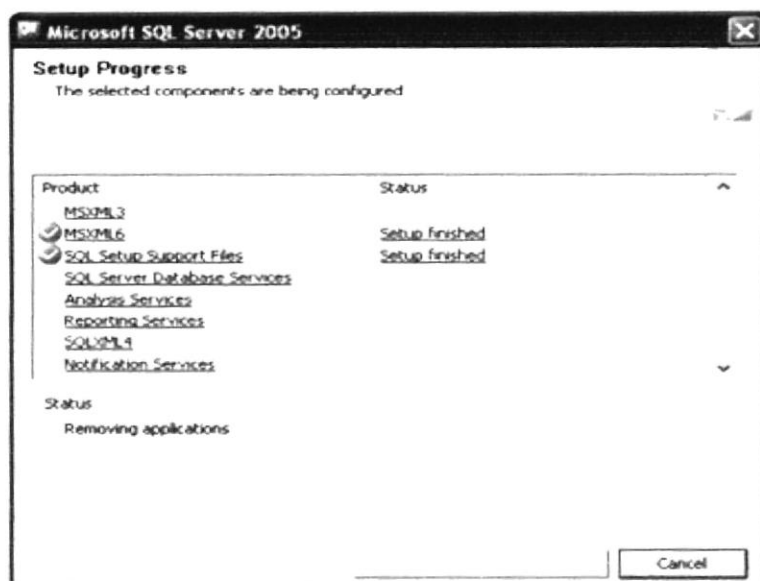 Microsoft SQL Server 2005
Setup Progress
The selected components are being configured
Product Status
MSXML3
MSXML6 Setup finished
SQL Setup Support Files Setup finished
SQL Server Database Services
Analysis Services
Reporting Services
SQLXML4
Notification Services
Status
Removing applications
Cancel